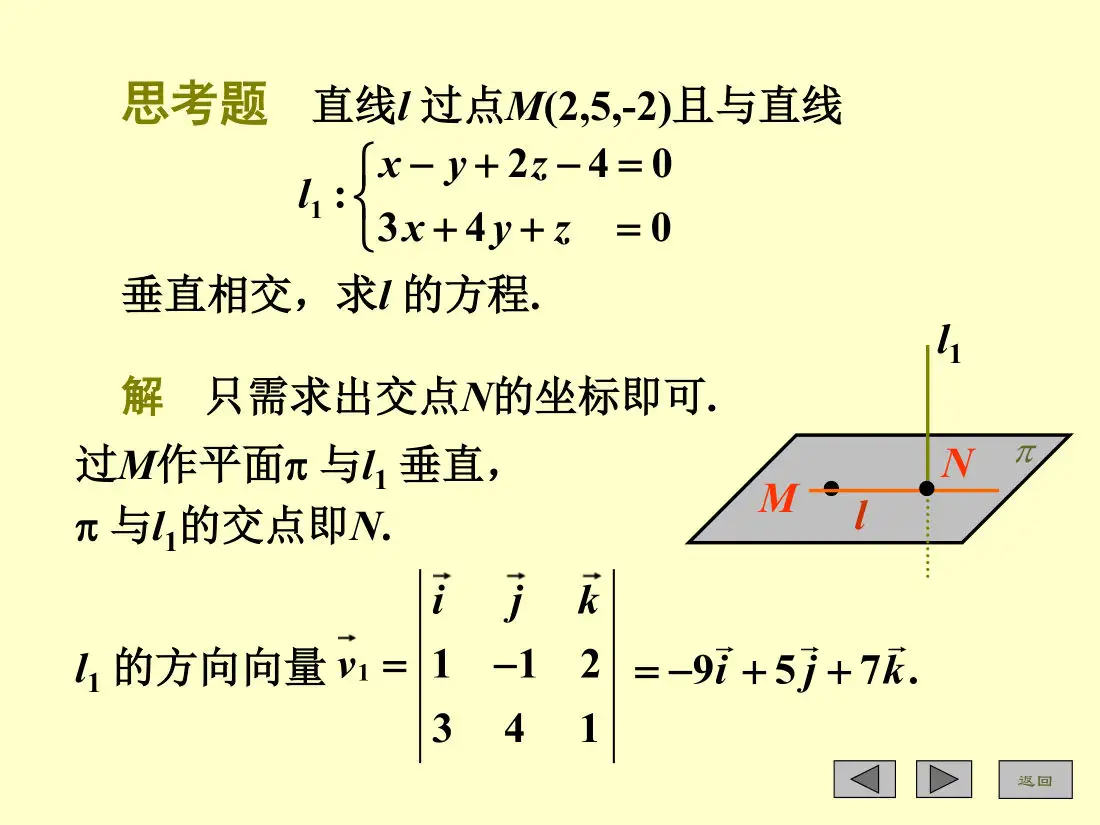 思考题 直线l 过点M(2,5,-2)且与直线
l₁ : { x − y + 2z − 4 = 0
3x + 4y + z = 0
垂直相交，求l 的方程.
解 只需求出交点N的坐标即可.
过M作平面π 与l₁ 垂直，
π 与l₁的交点即N.
l₁
π
N
M
l
l₁ 的方向向量 v⃗₁ = | i⃗ j⃗ k⃗ |
| 1 −1 2 | = −9i⃗ + 5j⃗ + 7k⃗ .
| 3 4 1 |
返回